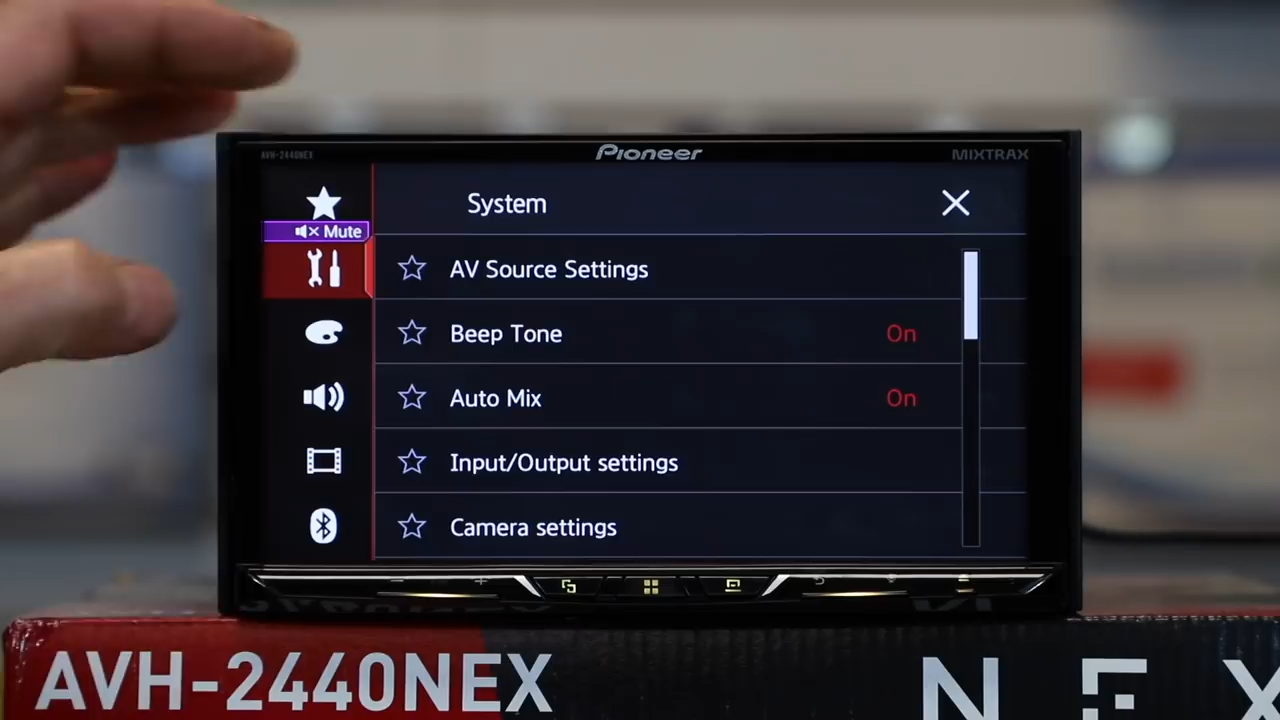 AVH-2440NEX
Pioneer
MIXTRAX
System
Mute
AV Source Settings
Beep Tone On
Auto Mix On
Input/Output settings
Camera settings
AVH-2440NEX
NEX